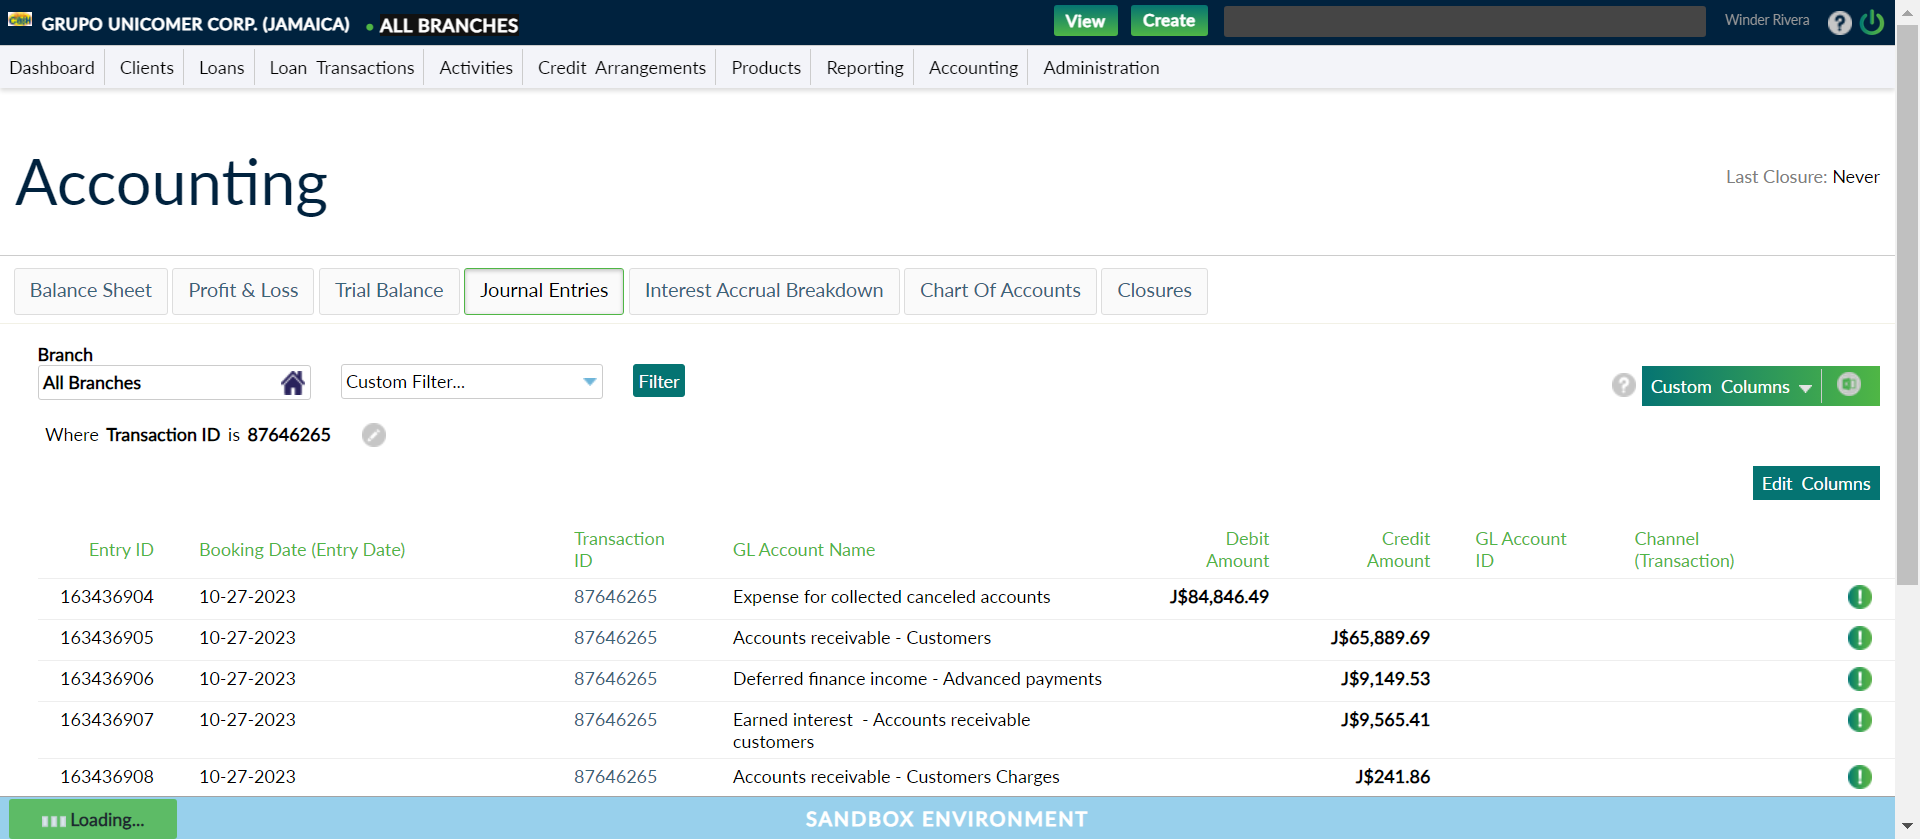 GRUPO UNICOMER CORP. (JAMAICA) • ALL BRANCHES View Create Winder Rivera ?
Dashboard Clients Loans Loan Transactions Activities Credit Arrangements Products Reporting Accounting Administration
Accounting
Last Closure: Never
Balance Sheet Profit & Loss Trial Balance Journal Entries Interest Accrual Breakdown Chart Of Accounts Closures
Branch
All Branches Custom Filter... Filter ? Custom Columns
Where Transaction ID is 87646265
Edit Columns
Entry ID Booking Date (Entry Date) Transaction ID GL Account Name Debit Amount Credit Amount GL Account ID Channel (Transaction)
163436904 10-27-2023 87646265 Expense for collected canceled accounts J$84,846.49 !
163436905 10-27-2023 87646265 Accounts receivable - Customers J$65,889.69 !
163436906 10-27-2023 87646265 Deferred finance income - Advanced payments J$9,149.53 !
163436907 10-27-2023 87646265 Earned interest - Accounts receivable customers J$9,565.41 !
163436908 10-27-2023 87646265 Accounts receivable - Customers Charges J$241.86 !
Loading... SANDBOX ENVIRONMENT